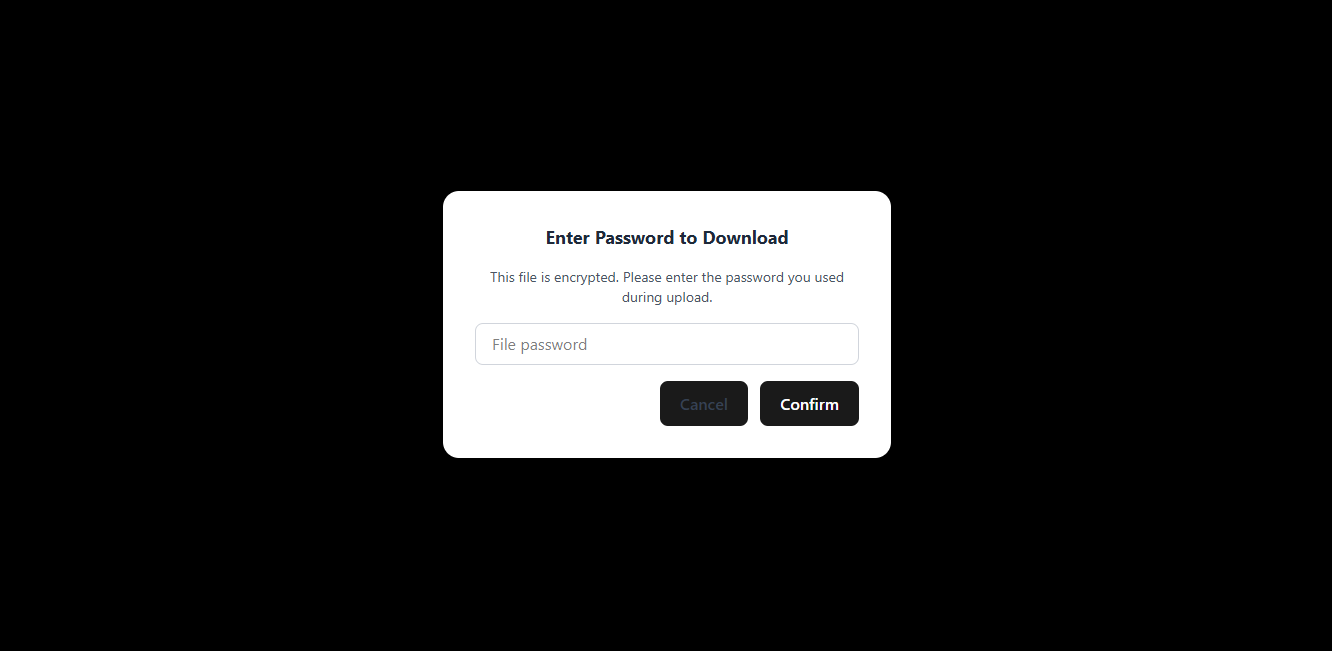 Enter Password to Download
This file is encrypted. Please enter the password you used
during upload.
File password
Cancel
Confirm